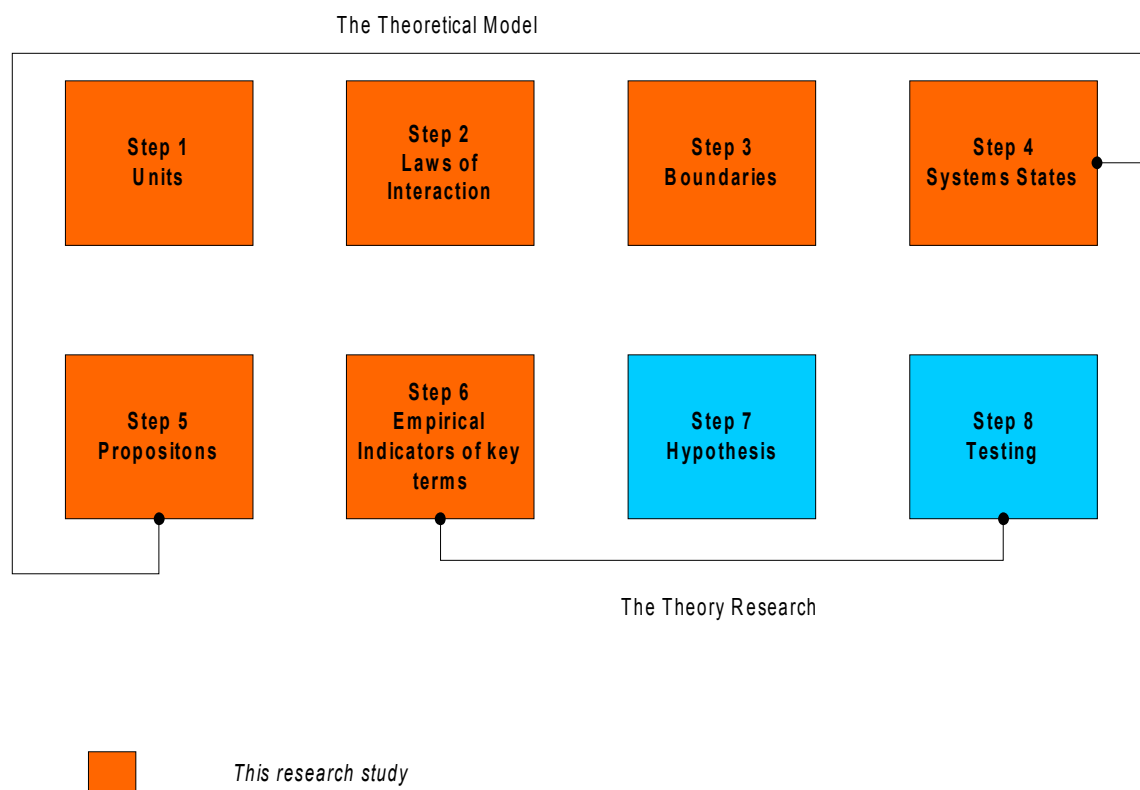 The Theoretical Model
Step 1
Units
Step 2
Laws of
Interaction
Step 3
Boundaries
Step 4
Systems States
Step 5
Propositons
Step 6
Empirical
Indicators of key
terms
Step 7
Hypothesis
Step 8
Testing
The Theory Research
This research study